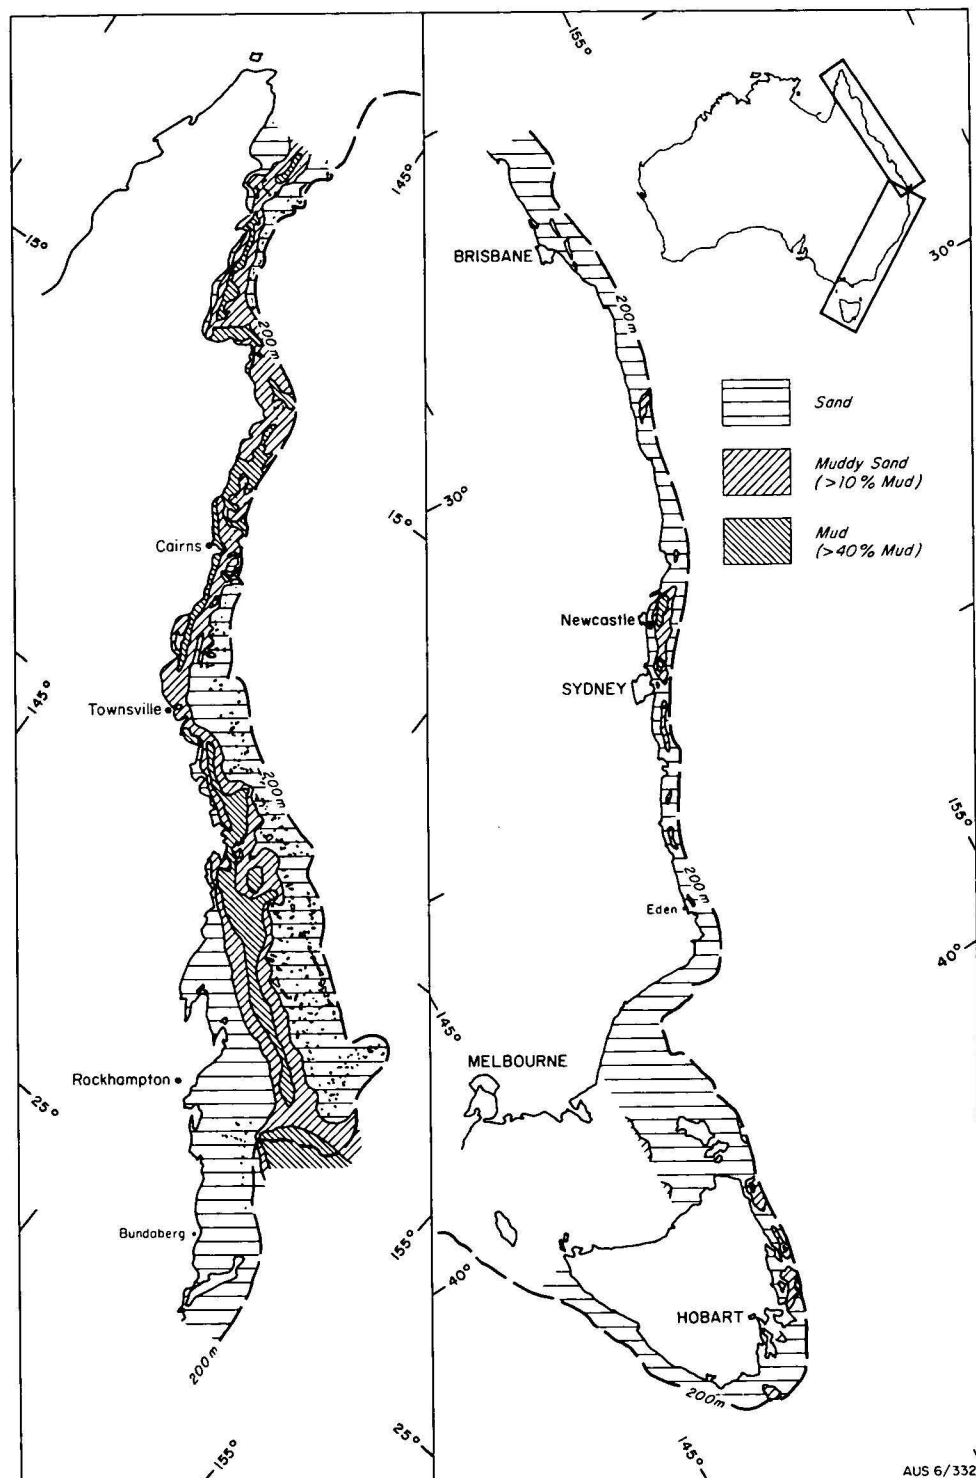 155°
145°
15°
30°
BRISBANE
200m
200m
Sand
Muddy Sand
(>10% Mud)
Mud
(>40% Mud)
30°
15°
Cairns
Newcastle
SYDNEY
145°
Townsville
200m
155°
200m
Eden
40°
145°
MELBOURNE
Rockhampton
25°
155°
Bundaberg
40°
HOBART
200m
200m
25°
155°
145°
AUS 6/332